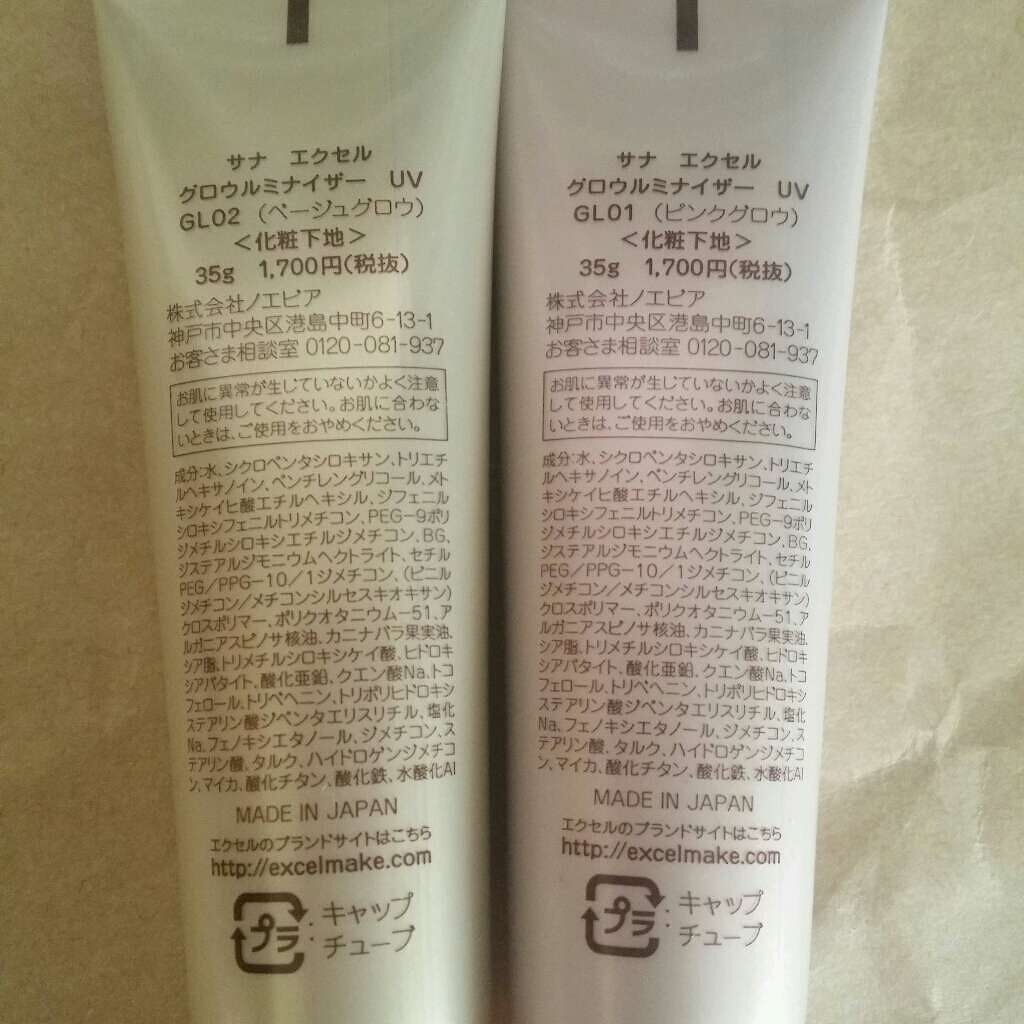 サナ エクセル
グロウルミナイザー UV
GL02 (ベージュグロウ)
<化粧下地>
35g 1,700円(税抜)
株式会社ノエビア
神戸市中央区港島中町6-13-1
お客さま相談室 0120-081-937
お肌に異常が生じていないかよく注意
して使用してください。お肌に合わな
いときは、ご使用をおやめください。
成分:水、シクロペンタシロキサン、トリエチ
ルヘキサノイン、ペンチレングリコール、メト
キシケイヒ酸エチルヘキシル、ジフェニル
シロキシフェニルトリメチコン、PEG-9ポリ
ジメチルシロキシエチルジメチコン、BG、
ジステアルジモニウムヘクトライト、セチル
PEG/PPG-10/1ジメチコン、(ビニル
ジメチコン/メチコンシルセスキオキサン)
クロスポリマー、ポリクオタニウム-51、ア
ルガニアスピノサ核油、カニナバラ果実油、
シア脂、トリメチルシロキシケイ酸、ヒドロキ
シアパタイト、酸化亜鉛、クエン酸Na、トコ
フェロール、トリベヘニン、トリポリヒドロキシ
ステアリン酸ジペンタエリスリチル、塩化
Na、フェノキシエタノール、ジメチコン、ス
テアリン酸、タルク、ハイドロゲンジメチコ
ン、マイカ、酸化チタン、酸化鉄、水酸化Al
MADE IN JAPAN
エクセルのブランドサイトはこちら
http://excelmake.com
プラ
:キャップ
:チューブ
サナ エクセル
グロウルミナイザー UV
GL01 (ピンクグロウ)
<化粧下地>
35g 1,700円(税抜)
株式会社ノエビア
神戸市中央区港島中町6-13-1
お客さま相談室 0120-081-937
お肌に異常が生じていないかよく注意
して使用してください。お肌に合わな
いときは、ご使用をおやめください。
成分:水、シクロペンタシロキサン、トリエチ
ルヘキサノイン、ペンチレングリコール、メト
キシケイヒ酸エチルヘキシル、ジフェニル
シロキシフェニルトリメチコン、PEG-9ポリ
ジメチルシロキシエチルジメチコン、BG、
ジステアルジモニウムヘクトライト、セチル
PEG/PPG-10/1ジメチコン、(ビニル
ジメチコン/メチコンシルセスキオキサン)
クロスポリマー、ポリクオタニウム-51、ア
ルガニアスピノサ核油、カニナバラ果実油、
シア脂、トリメチルシロキシケイ酸、ヒドロキ
シアパタイト、酸化亜鉛、クエン酸Na、トコ
フェロール、トリベヘニン、トリポリヒドロキシ
ステアリン酸ジペンタエリスリチル、塩化
Na、フェノキシエタノール、ジメチコン、ス
テアリン酸、タルク、ハイドロゲンジメチコ
ン、マイカ、酸化チタン、酸化鉄、水酸化Al
MADE IN JAPAN
エクセルのブランドサイトはこちら
http://excelmake.com
プラ
:キャップ
:チューブ